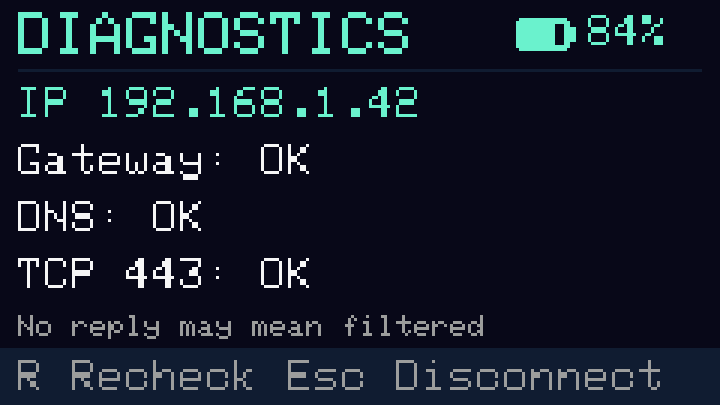 DIAGNOSTICS 84%
IP 192.168.1.42
Gateway: OK
DNS: OK
TCP 443: OK
No reply may mean filtered
R Recheck Esc Disconnect